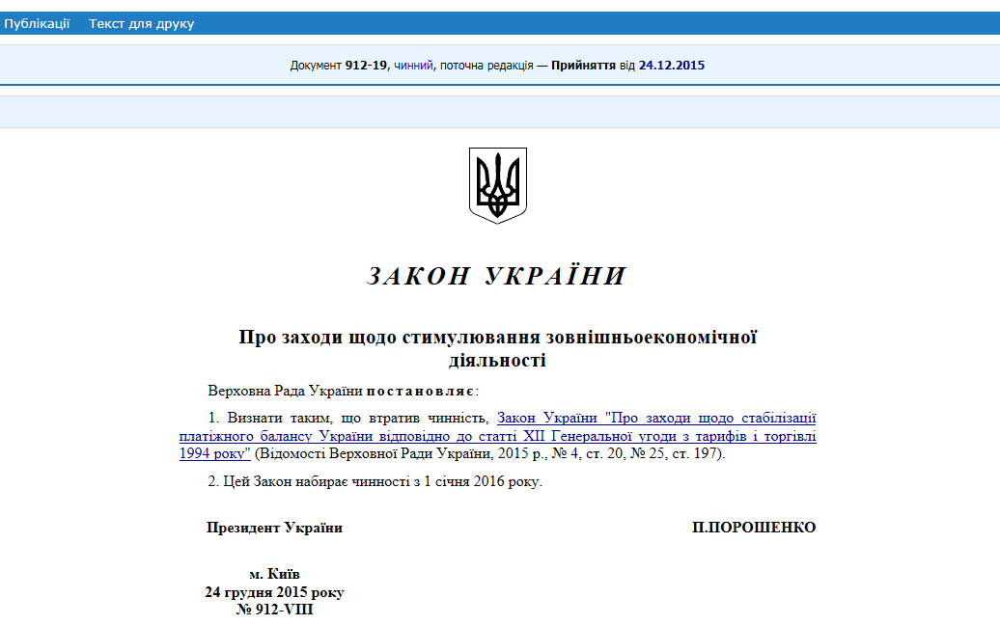 Публікації Текст для друку
Документ 912-19, чинний, поточна редакція — Прийняття від 24.12.2015
ЗАКОН УКРАЇНИ
Про заходи щодо стимулювання зовнішньоекономічної
діяльності
Верховна Рада України постановляє:
1. Визнати таким, що втратив чинність, Закон України "Про заходи щодо стабілізації
платіжного балансу України відповідно до статті XII Генеральної угоди з тарифів і торгівлі
1994 року" (Відомості Верховної Ради України, 2015 р., № 4, ст. 20, № 25, ст. 197).
2. Цей Закон набирає чинності з 1 січня 2016 року.
Президент України П.ПОРОШЕНКО
м. Київ
24 грудня 2015 року
№ 912-VIII